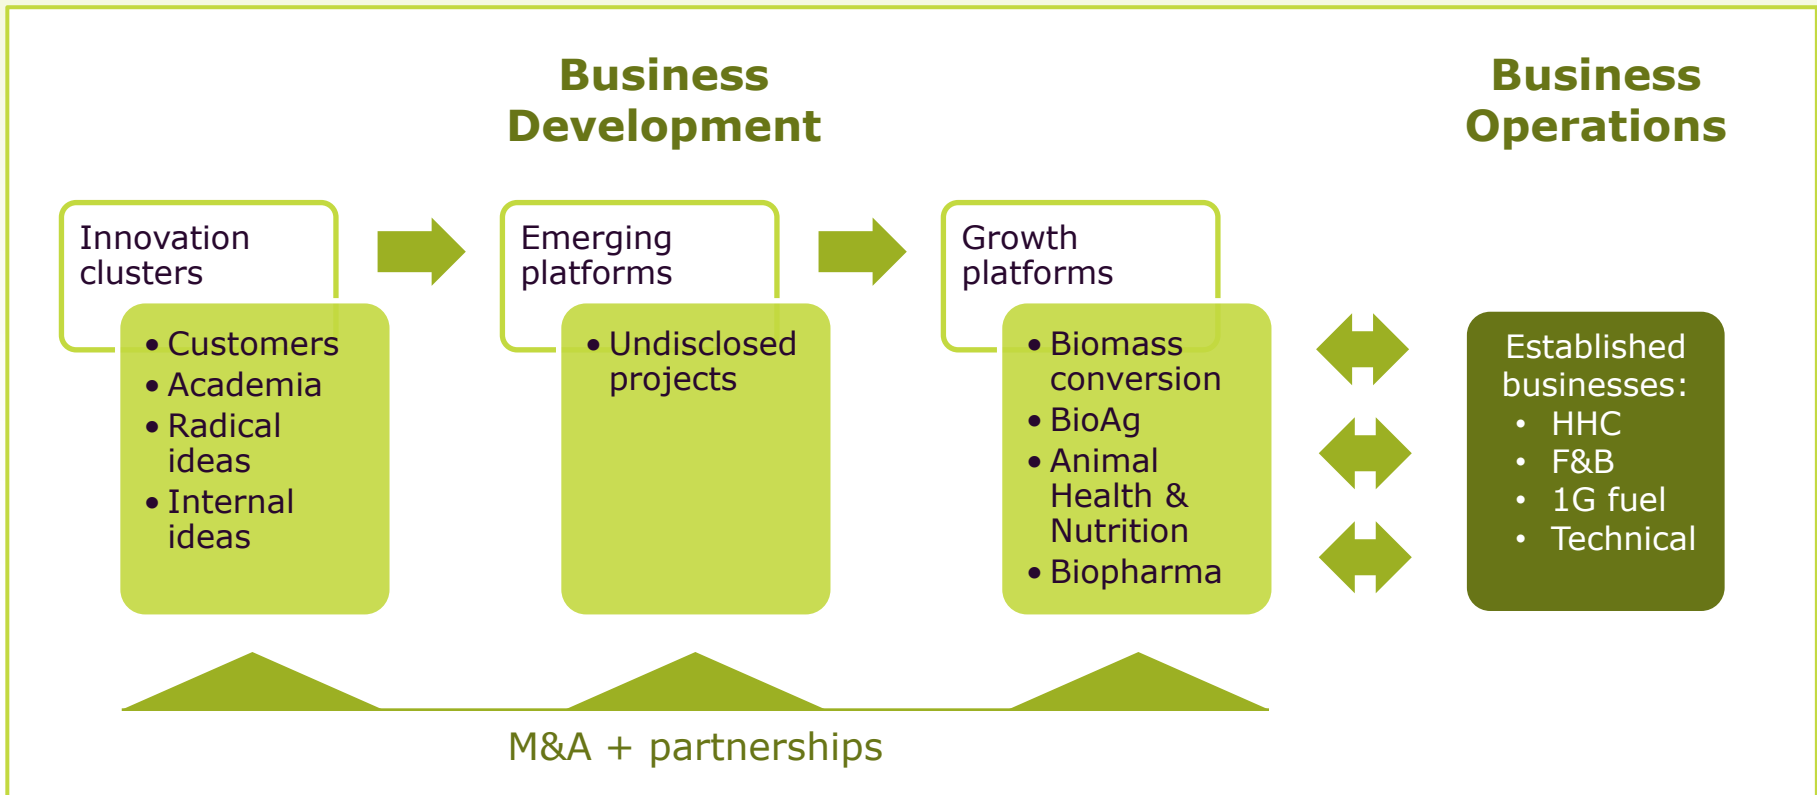 Business
Development
Business
Operations
Innovation
clusters
• Customers
• Academia
• Radical
ideas
• Internal
ideas
Emerging
platforms
• Undisclosed
projects
Growth
platforms
• Biomass
conversion
• BioAg
• Animal
Health &
Nutrition
• Biopharma
Established
businesses:
• HHC
• F&B
• 1G fuel
• Technical
M&A + partnerships